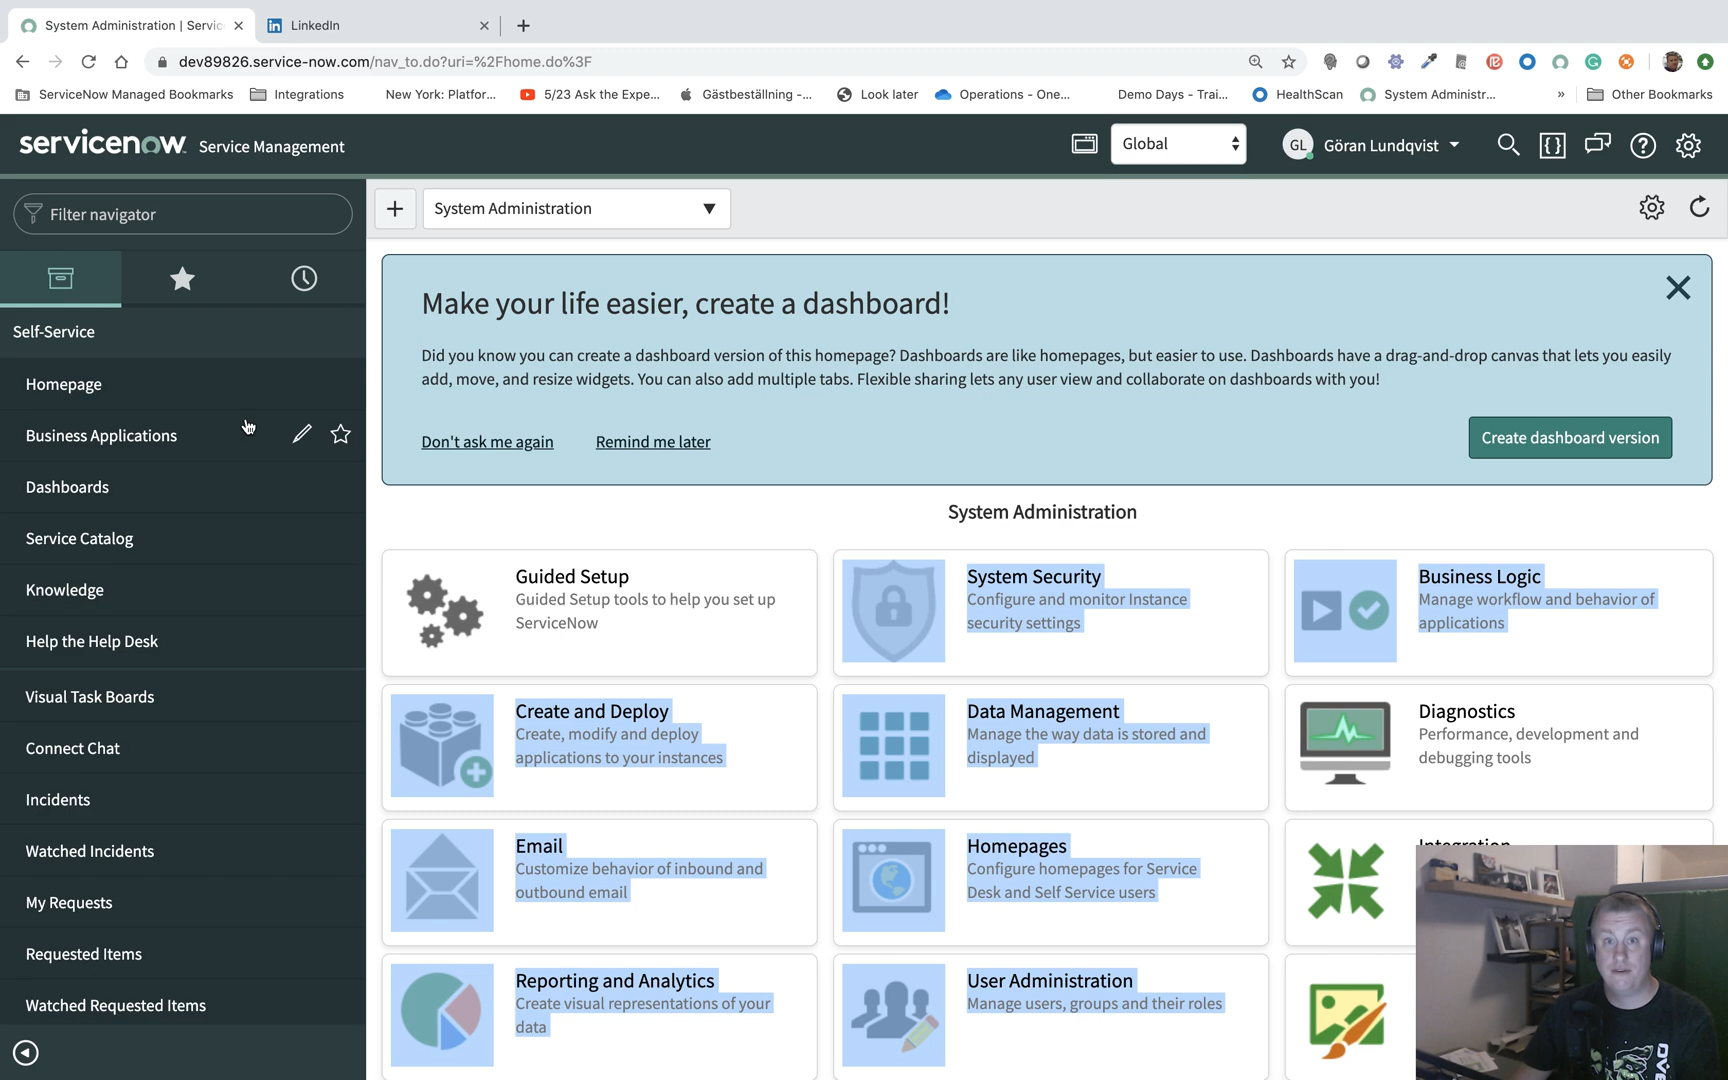 System Administration | Servic
LinkedIn
dev89826.service-now.com/nav_to.do?uri=%2Fhome.do%3F
ServiceNow Managed Bookmarks
Integrations
New York: Platfor...
5/23 Ask the Expe...
Gästbeställning -...
Look later
Operations - One...
Demo Days - Trai...
HealthScan
System Administr...
»
Other Bookmarks
servicenow Service Management
Global
GL
Göran Lundqvist
Filter navigator
System Administration
Self-Service
Homepage
Business Applications
Dashboards
Service Catalog
Knowledge
Help the Help Desk
Visual Task Boards
Connect Chat
Incidents
Watched Incidents
My Requests
Requested Items
Watched Requested Items
Make your life easier, create a dashboard!
Did you know you can create a dashboard version of this homepage? Dashboards are like homepages, but easier to use. Dashboards have a drag-and-drop canvas that lets you easily
add, move, and resize widgets. You can also add multiple tabs. Flexible sharing lets any user view and collaborate on dashboards with you!
Don't ask me again
Remind me later
Create dashboard version
System Administration
Guided Setup
Guided Setup tools to help you set up
ServiceNow
System Security
Configure and monitor Instance
security settings
Business Logic
Manage workflow and behavior of
applications
Create and Deploy
Create, modify and deploy
applications to your instances
Data Management
Manage the way data is stored and
displayed
Diagnostics
Performance, development and
debugging tools
Email
Customize behavior of inbound and
outbound email
Homepages
Configure homepages for Service
Desk and Self Service users
Integration
Reporting and Analytics
Create visual representations of your
data
User Administration
Manage users, groups and their roles